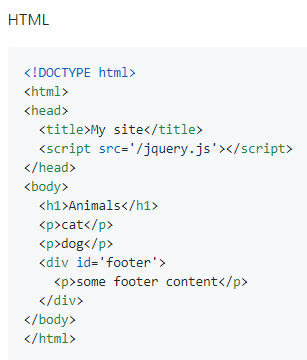 HTML
<!DOCTYPE html>
<html>
<head>
  <title>My site</title>
  <script src='/jquery.js'></script>
</head>
<body>
  <h1>Animals</h1>
  <p>cat</p>
  <p>dog</p>
  <div id='footer'>
    <p>some footer content</p>
  </div>
</body>
</html>